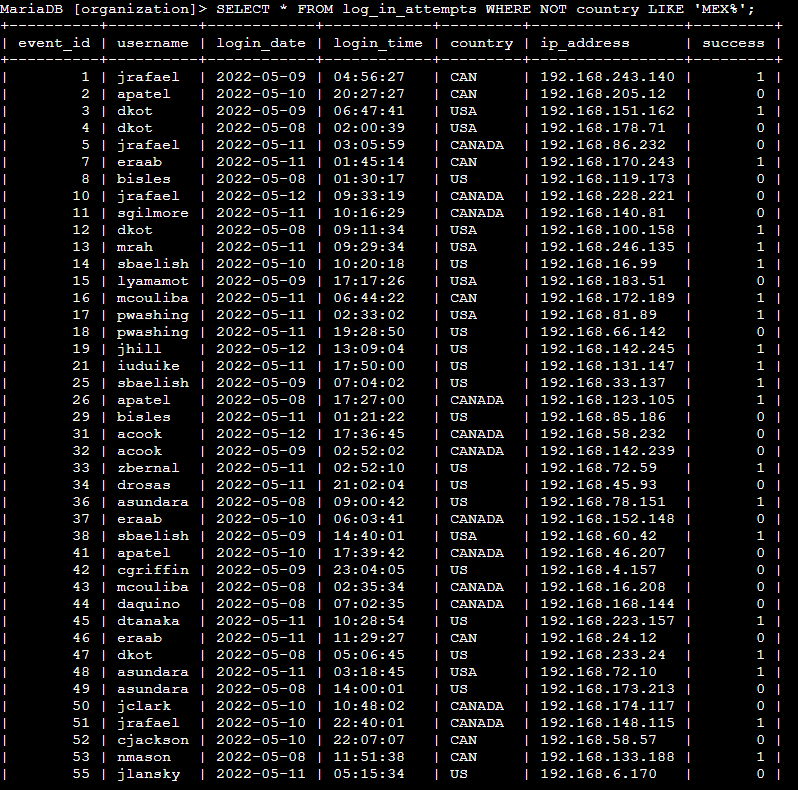 MariaDB [organization]> SELECT * FROM log_in_attempts WHERE NOT country LIKE 'MEX%';
+----------+----------+------------+------------+---------+-----------------+---------+
| event_id | username | login_date | login_time | country | ip_address      | success |
+----------+----------+------------+------------+---------+-----------------+---------+
|        1 | jrafael  | 2022-05-09 | 04:56:27   | CAN     | 192.168.243.140 |       1 |
|        2 | apatel   | 2022-05-10 | 20:27:27   | CAN     | 192.168.205.12  |       0 |
|        3 | dkot     | 2022-05-09 | 06:47:41   | USA     | 192.168.151.162 |       1 |
|        4 | dkot     | 2022-05-08 | 02:00:39   | USA     | 192.168.178.71  |       0 |
|        5 | jrafael  | 2022-05-11 | 03:05:59   | CANADA  | 192.168.86.232  |       0 |
|        7 | eraab    | 2022-05-11 | 01:45:14   | CAN     | 192.168.170.243 |       1 |
|        8 | bisles   | 2022-05-08 | 01:30:17   | US      | 192.168.119.173 |       0 |
|       10 | jrafael  | 2022-05-12 | 09:33:19   | CANADA  | 192.168.228.221 |       0 |
|       11 | sgilmore | 2022-05-11 | 10:16:29   | CANADA  | 192.168.140.81  |       0 |
|       12 | dkot     | 2022-05-08 | 09:11:34   | USA     | 192.168.100.158 |       1 |
|       13 | mrah     | 2022-05-11 | 09:29:34   | USA     | 192.168.246.135 |       1 |
|       14 | sbaelish | 2022-05-10 | 10:20:18   | US      | 192.168.16.99   |       1 |
|       15 | lyamamot | 2022-05-09 | 17:17:26   | USA     | 192.168.183.51  |       0 |
|       16 | mcouliba | 2022-05-11 | 06:44:22   | CAN     | 192.168.172.189 |       1 |
|       17 | pwashing | 2022-05-11 | 02:33:02   | USA     | 192.168.81.89   |       1 |
|       18 | pwashing | 2022-05-11 | 19:28:50   | US      | 192.168.66.142  |       0 |
|       19 | jhill    | 2022-05-12 | 13:09:04   | US      | 192.168.142.245 |       1 |
|       21 | iuduike  | 2022-05-11 | 17:50:00   | US      | 192.168.131.147 |       1 |
|       25 | sbaelish | 2022-05-09 | 07:04:02   | US      | 192.168.33.137  |       1 |
|       26 | apatel   | 2022-05-08 | 17:27:00   | CANADA  | 192.168.123.105 |       1 |
|       29 | bisles   | 2022-05-11 | 01:21:22   | US      | 192.168.85.186  |       0 |
|       31 | acook    | 2022-05-12 | 17:36:45   | CANADA  | 192.168.58.232  |       0 |
|       32 | acook    | 2022-05-09 | 02:52:02   | CANADA  | 192.168.142.239 |       0 |
|       33 | zbernal  | 2022-05-11 | 02:52:10   | US      | 192.168.72.59   |       1 |
|       34 | drosas   | 2022-05-11 | 21:02:04   | US      | 192.168.45.93   |       0 |
|       36 | asundara | 2022-05-08 | 09:00:42   | US      | 192.168.78.151  |       1 |
|       37 | eraab    | 2022-05-10 | 06:03:41   | CANADA  | 192.168.152.148 |       0 |
|       38 | sbaelish | 2022-05-09 | 14:40:01   | USA     | 192.168.60.42   |       1 |
|       41 | apatel   | 2022-05-10 | 17:39:42   | CANADA  | 192.168.46.207  |       0 |
|       42 | cgriffin | 2022-05-09 | 23:04:05   | US      | 192.168.4.157   |       0 |
|       43 | mcouliba | 2022-05-08 | 02:35:34   | CANADA  | 192.168.16.208  |       0 |
|       44 | daquino  | 2022-05-08 | 07:02:35   | CANADA  | 192.168.168.144 |       0 |
|       45 | dtanaka  | 2022-05-11 | 10:28:54   | US      | 192.168.223.157 |       1 |
|       46 | eraab    | 2022-05-11 | 11:29:27   | CAN     | 192.168.24.12   |       0 |
|       47 | dkot     | 2022-05-08 | 05:06:45   | US      | 192.168.233.24  |       1 |
|       48 | asundara | 2022-05-11 | 03:18:45   | USA     | 192.168.72.10   |       1 |
|       49 | asundara | 2022-05-08 | 14:00:01   | US      | 192.168.173.213 |       0 |
|       50 | jclark   | 2022-05-10 | 10:48:02   | CANADA  | 192.168.174.117 |       0 |
|       51 | jrafael  | 2022-05-10 | 22:40:01   | CANADA  | 192.168.148.115 |       1 |
|       52 | cjackson | 2022-05-10 | 22:07:07   | CAN     | 192.168.58.57   |       0 |
|       53 | nmason   | 2022-05-08 | 11:51:38   | CAN     | 192.168.133.188 |       1 |
|       55 | jlansky  | 2022-05-11 | 05:15:34   | US      | 192.168.6.170   |       0 |